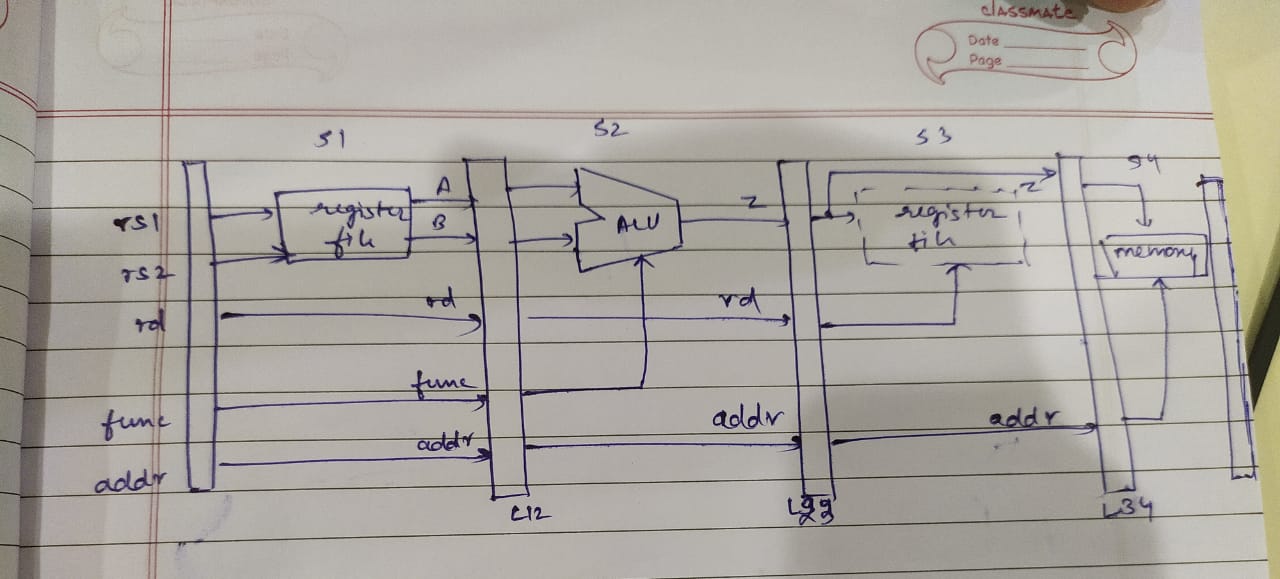 classmate
Date
Page
S1
S2
S3
S4
rs1
rs2
rd
func
addr
register
file
A
B
rd
func
addr
L12
ALU
Z
rd
addr
L23
register
file
Z
addr
memory
L34